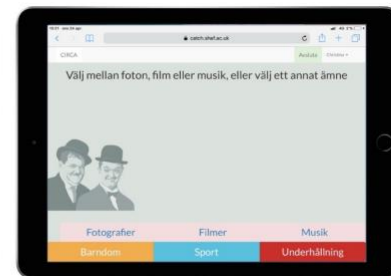 catch.shef.ac.uk
CIRCA
Avsluta
Välj mellan foton, film eller musik, eller välj ett annat ämne
Fotografier Filmer Musik
Barndom Sport Underhållning